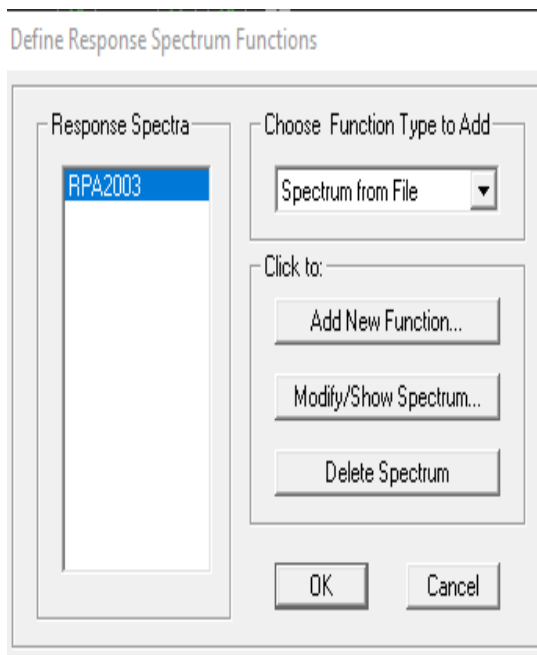 Define Response Spectrum Functions
Response Spectra
RPA2003
Choose Function Type to Add
Spectrum from File
Click to:
Add New Function...
Modify/Show Spectrum...
Delete Spectrum
OK
Cancel